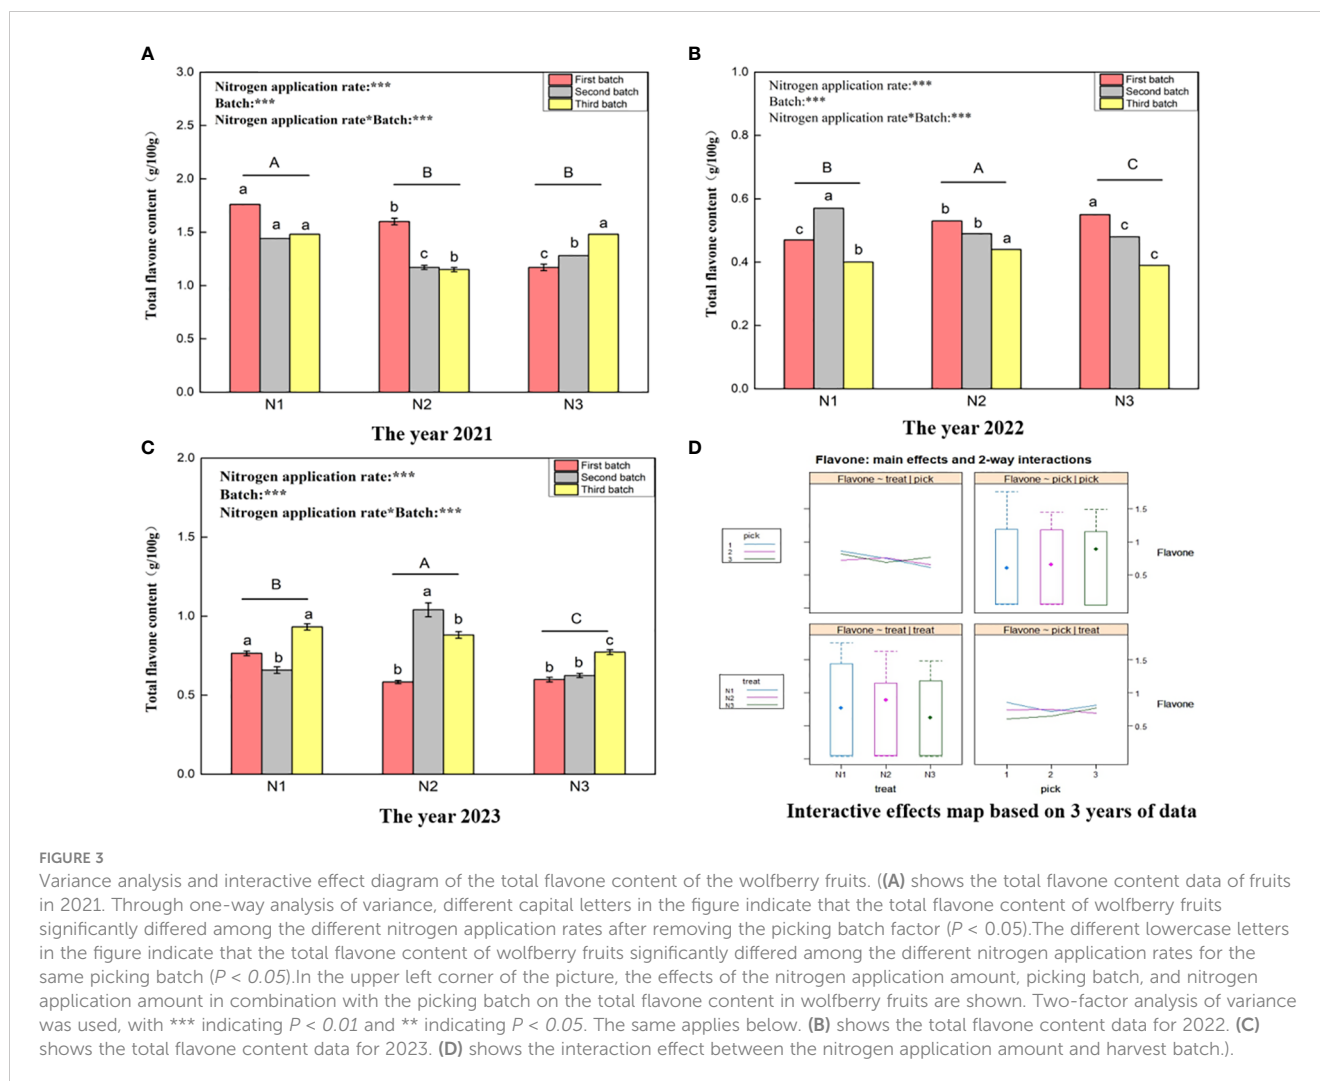 A
3.0
2.5
2.0
1.5
1.0
0.5
0.0
Total flavone content（g/100g）
Nitrogen application rate:***
Batch:***
Nitrogen application rate*Batch:***
First batch
Second batch
Third batch
A
B
B
a
a
a
b
c
b
c
b
a
N1
N2
N3
The year 2021
B
1.0
0.8
0.6
0.4
0.2
0.0
Total flavone content（g/100g）
Nitrogen application rate:***
Batch:***
Nitrogen application rate*Batch:***
First batch
Second batch
Third batch
B
A
C
c
a
b
b
b
a
a
c
c
N1
N2
N3
The year 2022
C
2.0
1.5
1.0
0.5
0.0
Total flavone content（g/100g）
Nitrogen application rate:***
Batch:***
Nitrogen application rate*Batch:***
First batch
Second batch
Third batch
B
A
C
a
b
a
b
a
b
b
b
c
N1
N2
N3
The year 2023
D
Flavone: main effects and 2-way interactions
Flavone ~ treat | pick
Flavone ~ pick | pick
pick
1
2
3
1.5
1
0.5
Flavone
Flavone ~ treat | treat
Flavone ~ pick | treat
treat
N1
N2
N3
1.5
1
0.5
Flavone
N1
N2
N3
treat
1
2
3
pick
Interactive effects map based on 3 years of data
FIGURE 3
Variance analysis and interactive effect diagram of the total flavone content of the wolfberry fruits. ((A) shows the total flavone content data of fruits
in 2021. Through one-way analysis of variance, different capital letters in the figure indicate that the total flavone content of wolfberry fruits
significantly differed among the different nitrogen application rates after removing the picking batch factor (P < 0.05).The different lowercase letters
in the figure indicate that the total flavone content of wolfberry fruits significantly differed among the different nitrogen application rates for the
same picking batch (P < 0.05).In the upper left corner of the picture, the effects of the nitrogen application amount, picking batch, and nitrogen
application amount in combination with the picking batch on the total flavone content in wolfberry fruits are shown. Two-factor analysis of variance
was used, with *** indicating P < 0.01 and ** indicating P < 0.05. The same applies below. (B) shows the total flavone content data for 2022. (C)
shows the total flavone content data for 2023. (D) shows the interaction effect between the nitrogen application amount and harvest batch.).